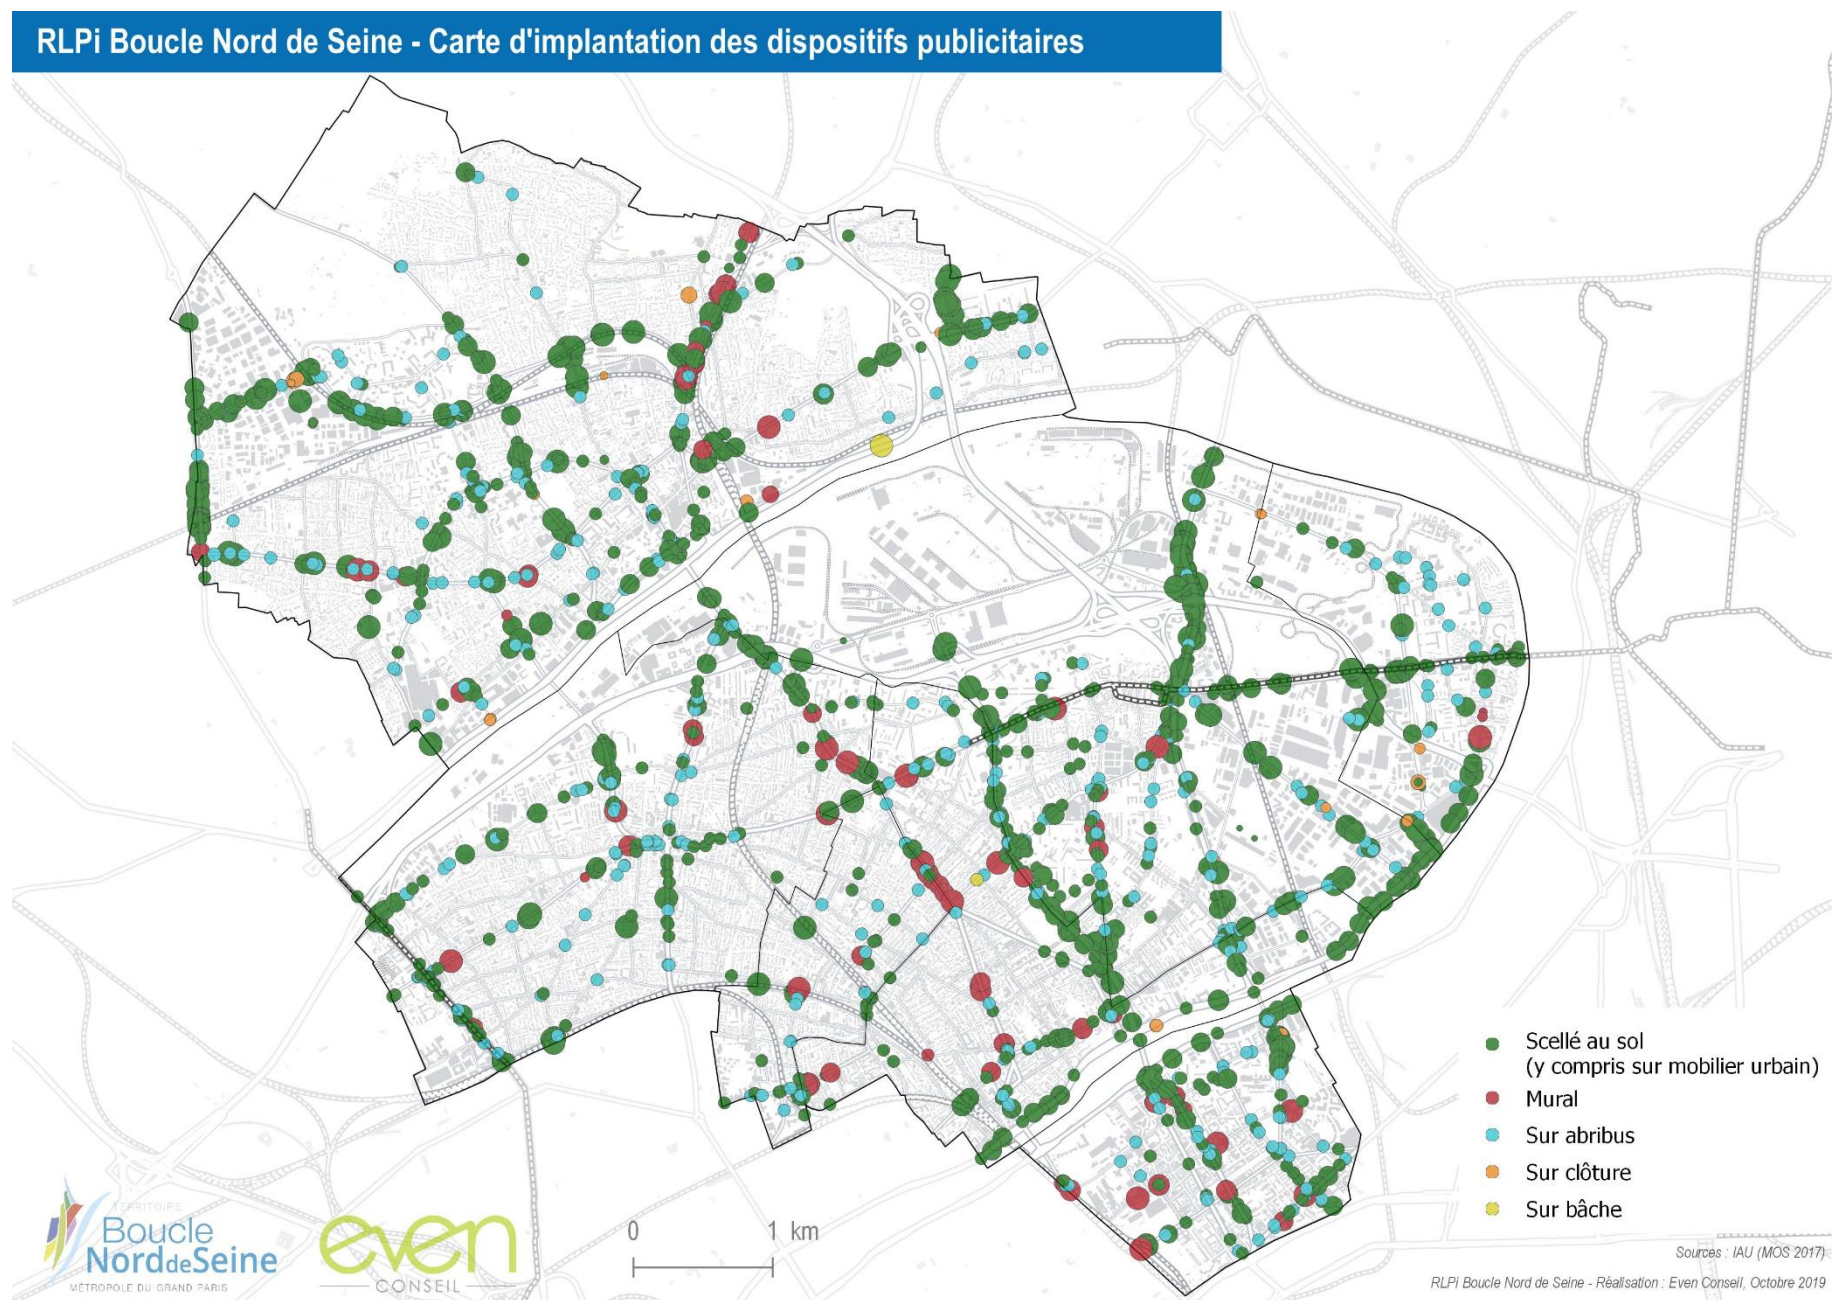 RLPi Boucle Nord de Seine - Carte d'implantation des dispositifs publicitaires
Scellé au sol
(y compris sur mobilier urbain)
Mural
Sur abribus
Sur clôture
Sur bâche
TERRITOIRE
Boucle
NorddeSeine
MÉTROPOLE DU GRAND PARIS
even
CONSEIL
0 1 km
Sources : IAU (MOS 2017)
RLPi Boucle Nord de Seine - Réalisation : Even Conseil, Octobre 2019